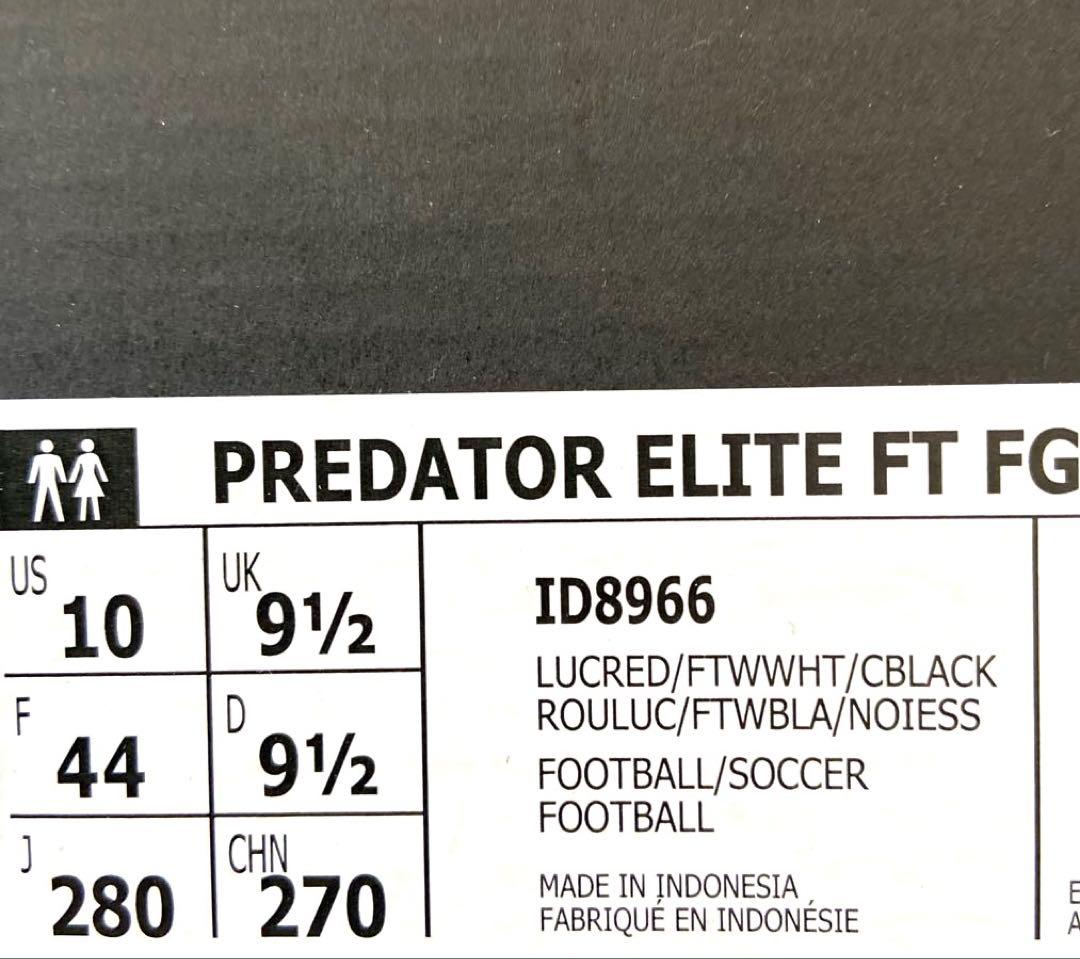 PREDATOR ELITE FT FG
US 10 UK 9½
F 44 D 9½
J 280 CHN 270
ID8966
LUCRED/FTWWHT/CBLACK
ROULUC/FTWBLA/NOIESS
FOOTBALL/SOCCER
FOOTBALL
MADE IN INDONESIA
FABRIQUÉ EN INDONÉSIE